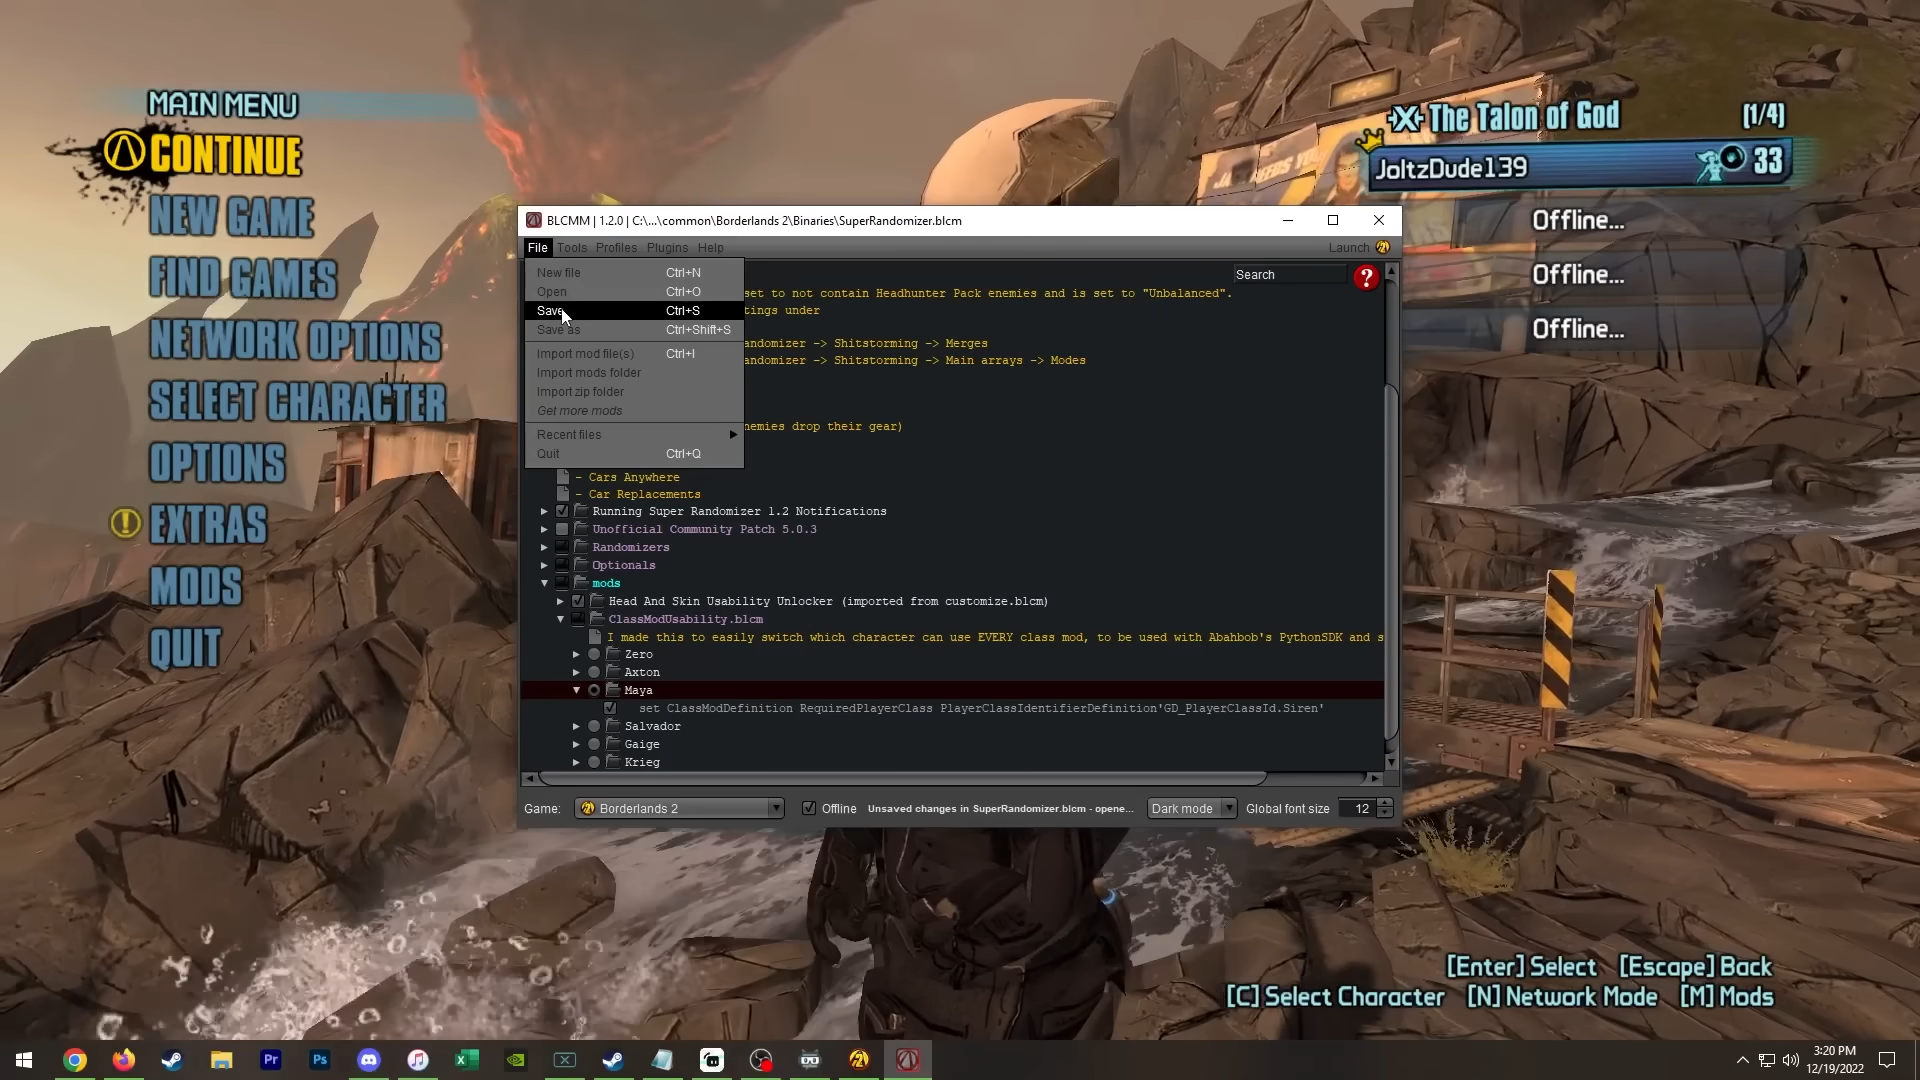 MAIN MENU
CONTINUE
NEW GAME
FIND GAMES
NETWORK OPTIONS
SELECT CHARACTER
OPTIONS
EXTRAS
MODS
QUIT
The Talon of God [1/4]
JoltzDude139 33
Offline...
Offline...
Offline...
BLCMM | 1.2.0 | C:\...\common\Borderlands 2\Binaries\SuperRandomizer.blcm
File Tools Profiles Plugins Help Launch
Search
New file Ctrl+N
Open Ctrl+O
Save Ctrl+S
Save as Ctrl+Shift+S
Import mod file(s) Ctrl+I
Import mods folder
Import zip folder
Get more mods
Recent files
Quit Ctrl+Q
set to not contain Headhunter Pack enemies and is set to "Unbalanced".
tings under
andomizer -> Shitstorming -> Merges
andomizer -> Shitstorming -> Main arrays -> Modes
nemies drop their gear)
- Cars Anywhere
- Car Replacements
Running Super Randomizer 1.2 Notifications
Unofficial Community Patch 5.0.3
Randomizers
Optionals
mods
Head And Skin Usability Unlocker (imported from customize.blcm)
ClassModUsability.blcm
I made this to easily switch which character can use EVERY class mod, to be used with Abahbob's PythonSDK and s
Zero
Axton
Maya
set ClassModDefinition RequiredPlayerClass PlayerClassIdentifierDefinition'GD_PlayerClassId.Siren'
Salvador
Gaige
Krieg
Game: Borderlands 2 Offline Unsaved changes in SuperRandomizer.blcm - opene... Dark mode Global font size 12
[Enter] Select [Escape] Back
[C] Select Character [N] Network Mode [M] Mods
Pr Ps
3:20 PM
12/19/2022